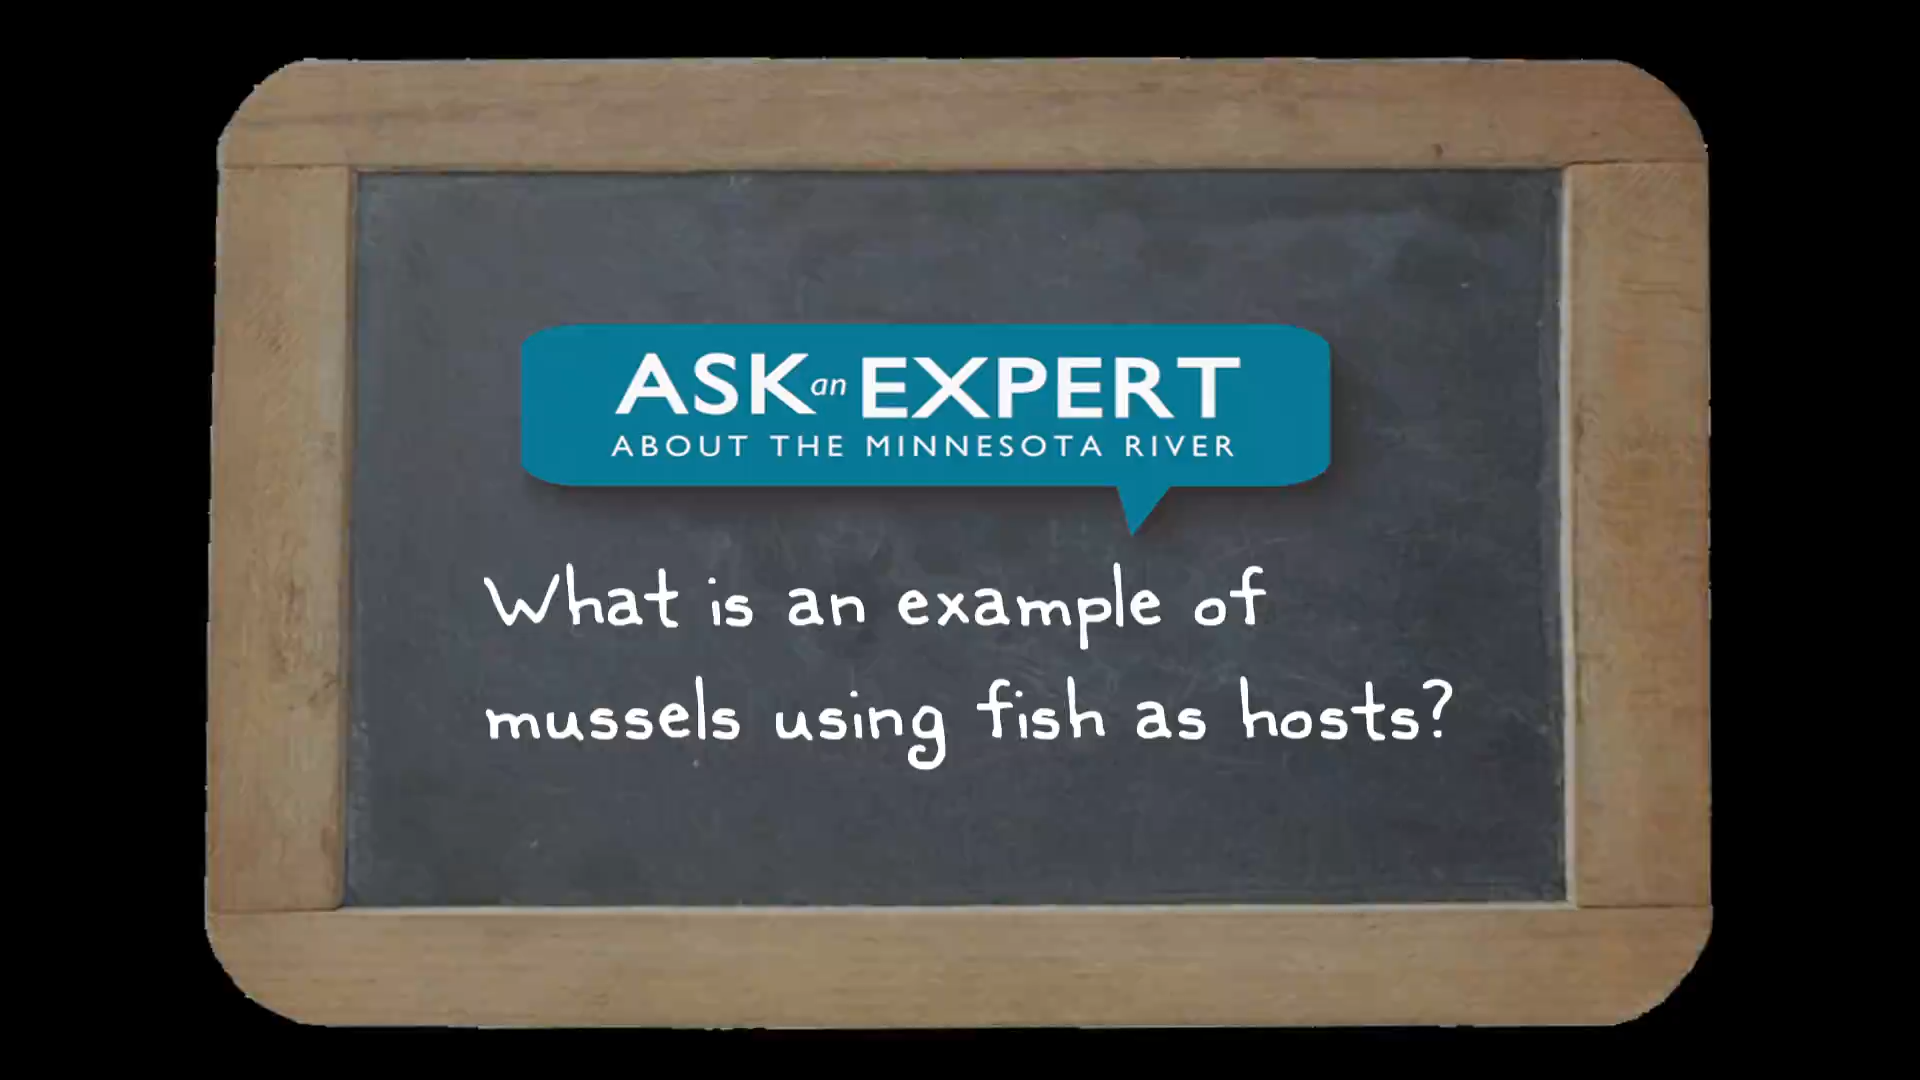 ASK an EXPERT
ABOUT THE MINNESOTA RIVER
What is an example of
mussels using fish as hosts?